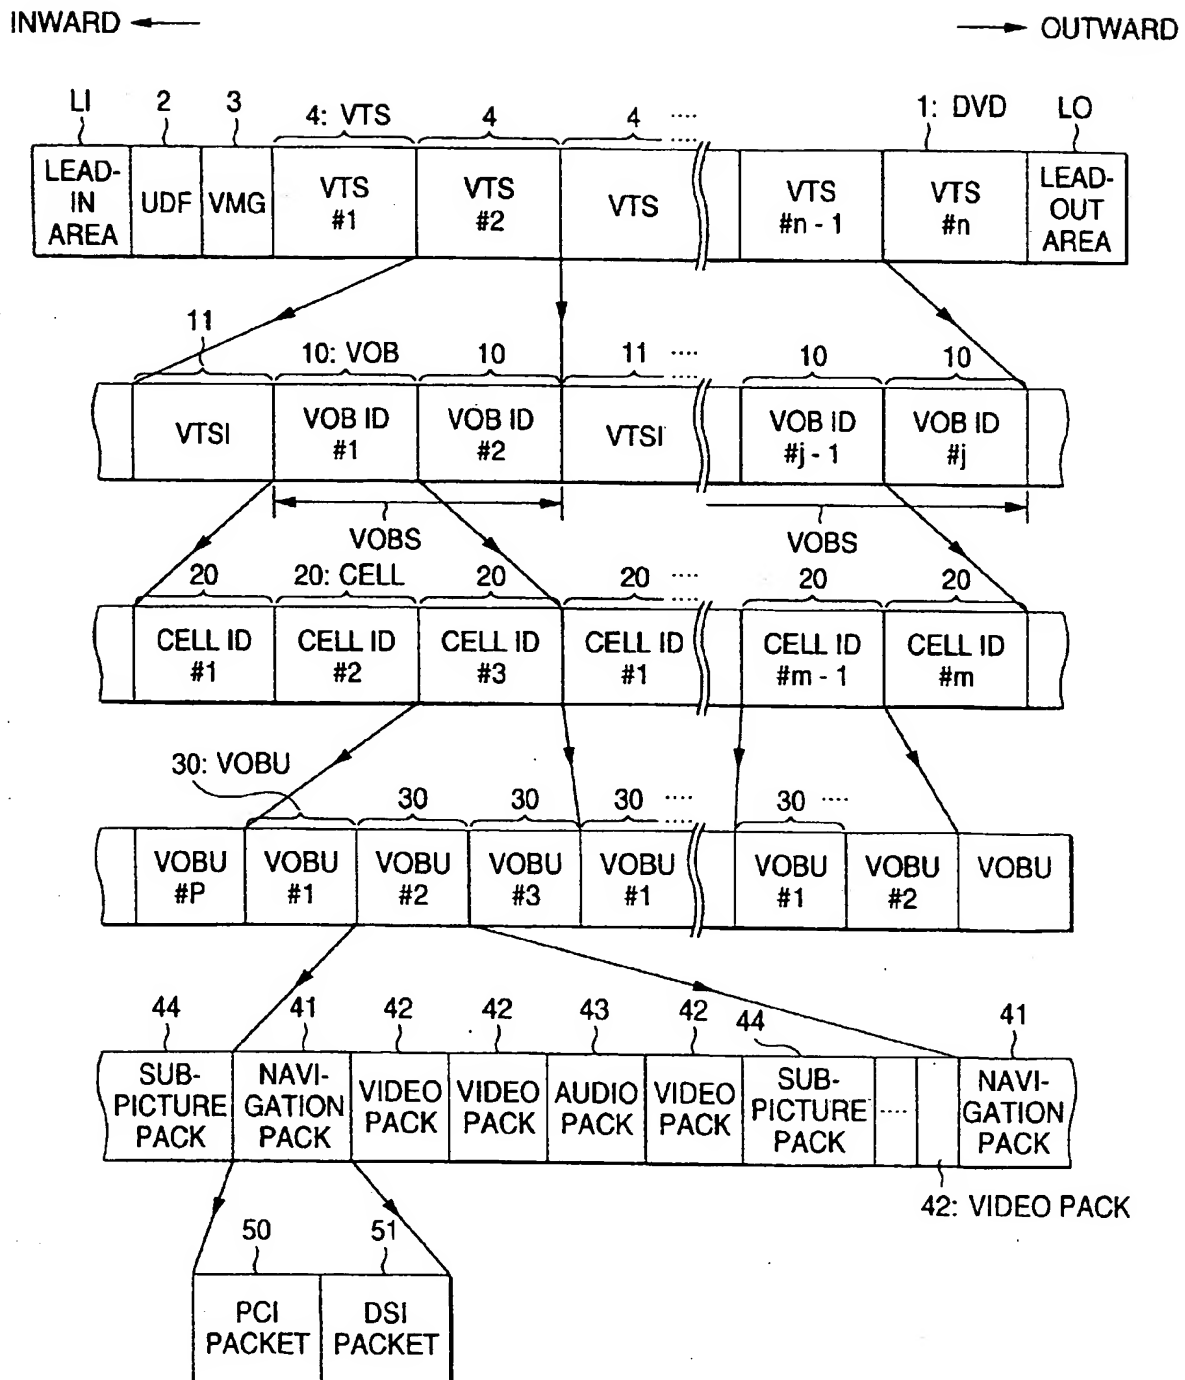 INWARD
OUTWARD
LI
2
3
4: VTS
4
4 ....
1: DVD
LO
LEAD-
IN
AREA
UDF
VMG
VTS
#1
VTS
#2
VTS
VTS
#n - 1
VTS
#n
LEAD-
OUT
AREA
11
10: VOB
10
11 ....
10
10
VTSI
VOB ID
#1
VOB ID
#2
VTSI
VOB ID
#j - 1
VOB ID
#j
VOBS
VOBS
20
20: CELL
20
20 ....
20
20
CELL ID
#1
CELL ID
#2
CELL ID
#3
CELL ID
#1
CELL ID
#m - 1
CELL ID
#m
30: VOBU
30
30
30 ....
30 ....
VOBU
#P
VOBU
#1
VOBU
#2
VOBU
#3
VOBU
#1
VOBU
#1
VOBU
#2
VOBU
44
41
42
42
43
42
44
41
SUB-
PICTURE
PACK
NAVI-
GATION
PACK
VIDEO
PACK
VIDEO
PACK
AUDIO
PACK
VIDEO
PACK
SUB-
PICTURE
PACK
....
NAVI-
GATION
PACK
42: VIDEO PACK
50
51
PCI
PACKET
DSI
PACKET